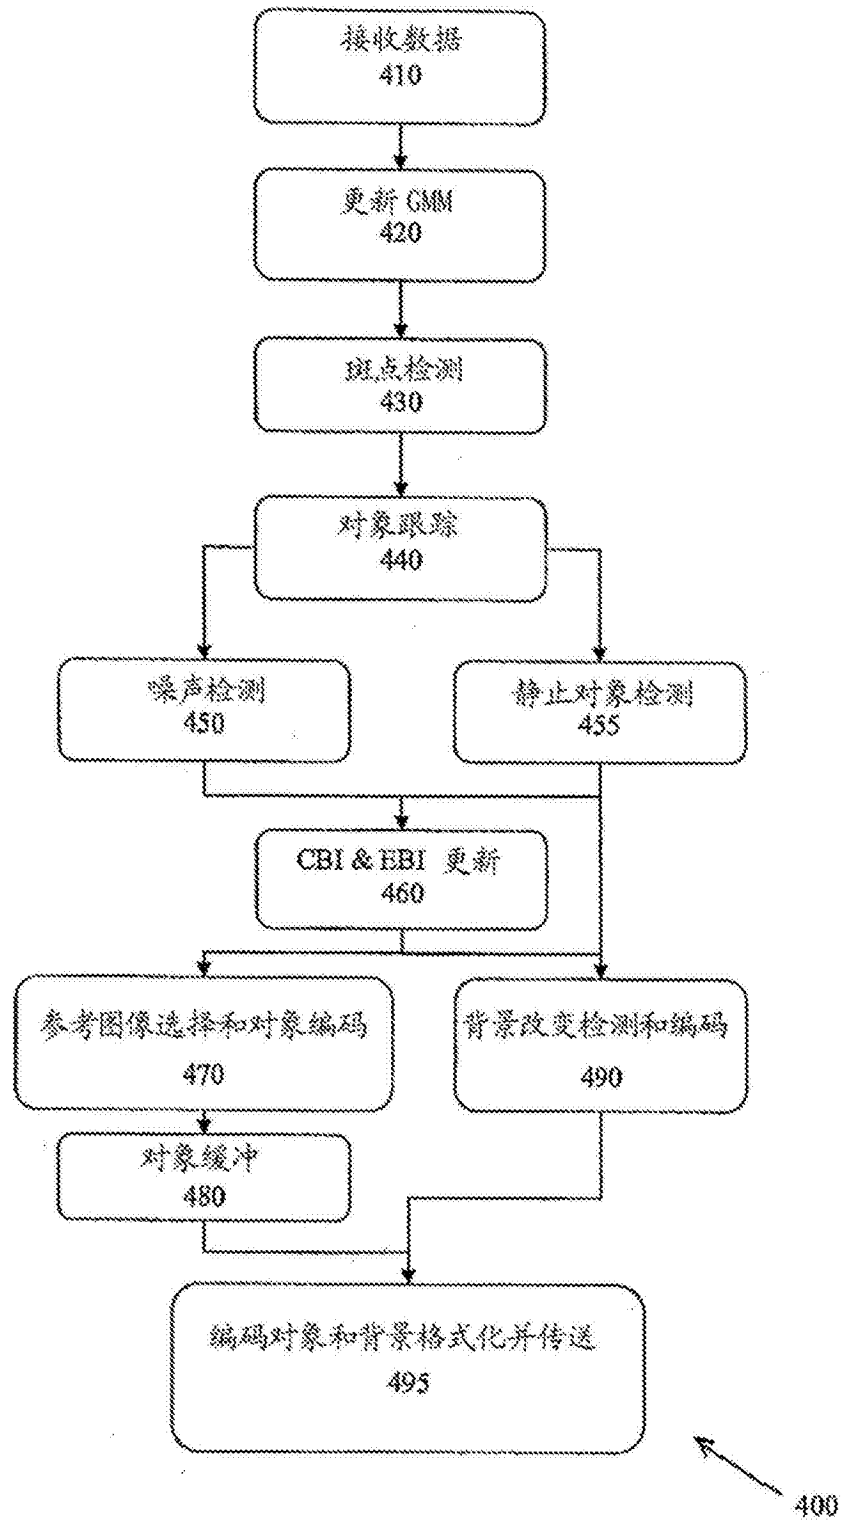 接收数据
410
更新 GMM
420
斑点检测
430
对象跟踪
440
噪声检测
450
静止对象检测
455
CBI & EBI 更新
460
参考图像选择和对象编码
470
背景改变检测和编码
490
对象缓冲
480
编码对象和背景格式化并传送
495
400